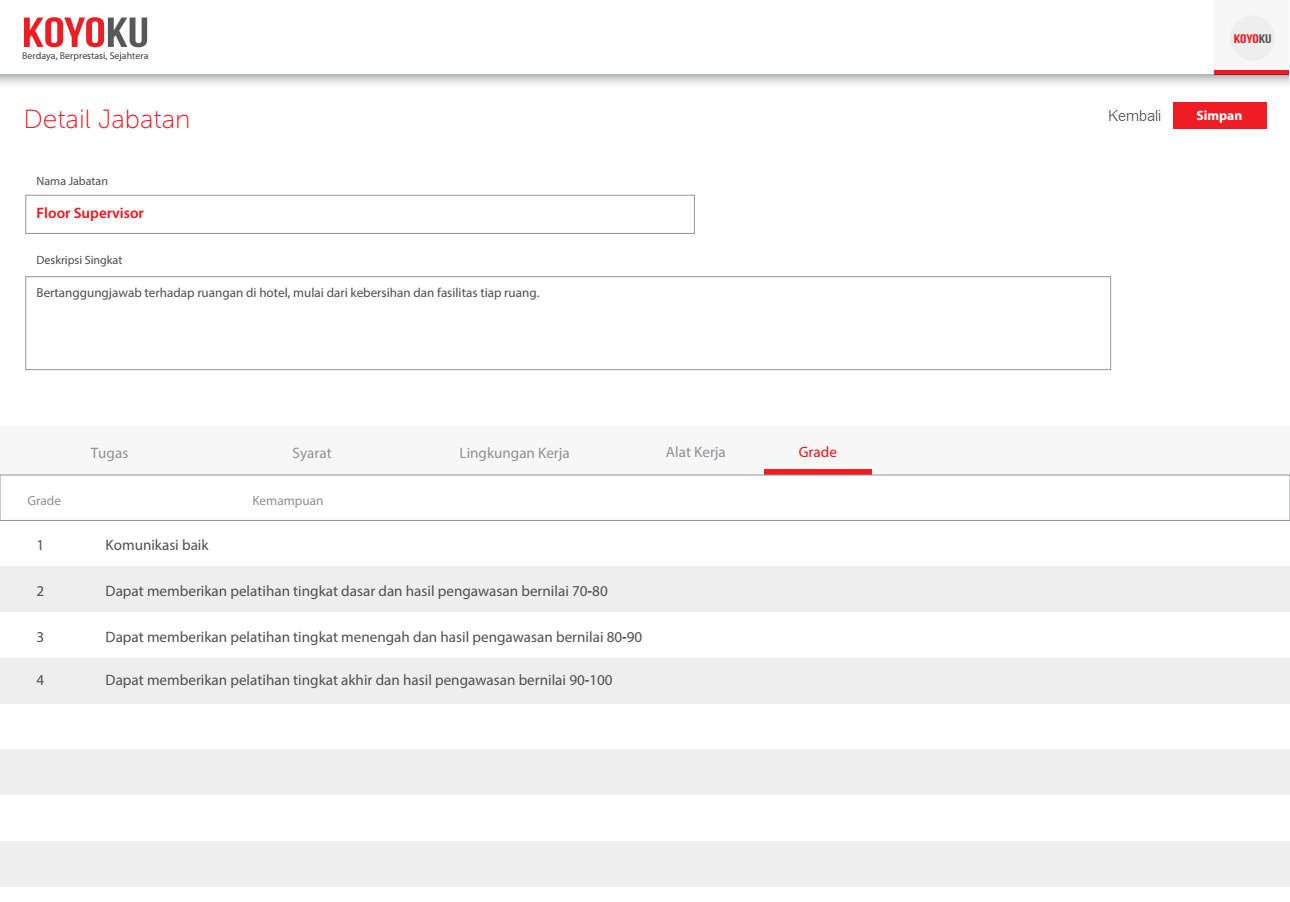 KOYOKU
Berdaya, Berprestasi, Sejahtera
KOYOKU
Detail Jabatan
Kembali
Simpan
Nama Jabatan
Floor Supervisor
Deskripsi Singkat
Bertanggungjawab terhadap ruangan di hotel, mulai dari kebersihan dan fasilitas tiap ruang.
Tugas
Syarat
Lingkungan Kerja
Alat Kerja
Grade
Grade
Kemampuan
1 Komunikasi baik
2 Dapat memberikan pelatihan tingkat dasar dan hasil pengawasan bernilai 70-80
3 Dapat memberikan pelatihan tingkat menengah dan hasil pengawasan bernilai 80-90
4 Dapat memberikan pelatihan tingkat akhir dan hasil pengawasan bernilai 90-100